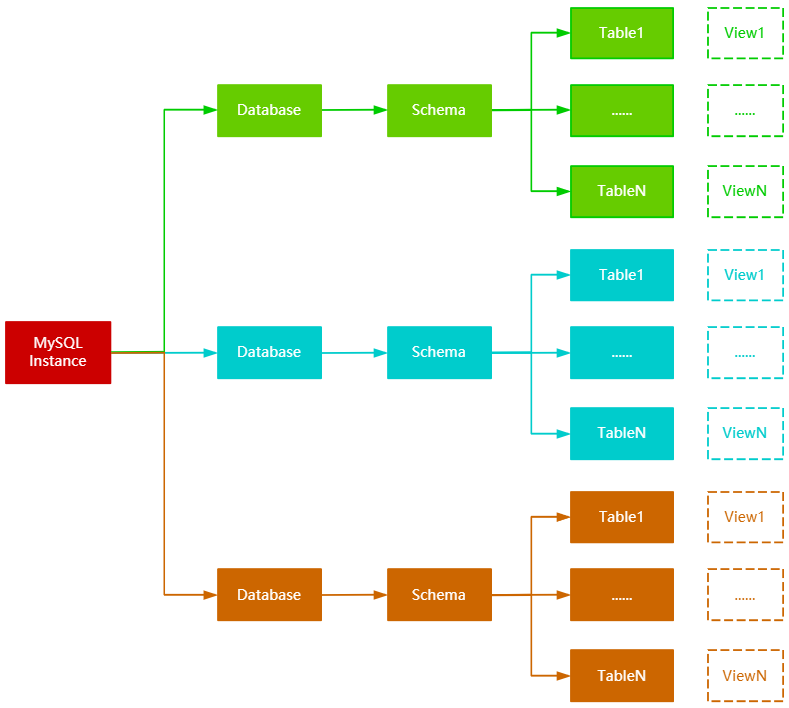 Table1
View1
Database
Schema
......
......
TableN
ViewN
Table1
View1
MySQL
Instance
Database
Schema
......
......
TableN
ViewN
Table1
View1
Database
Schema
......
......
TableN
ViewN